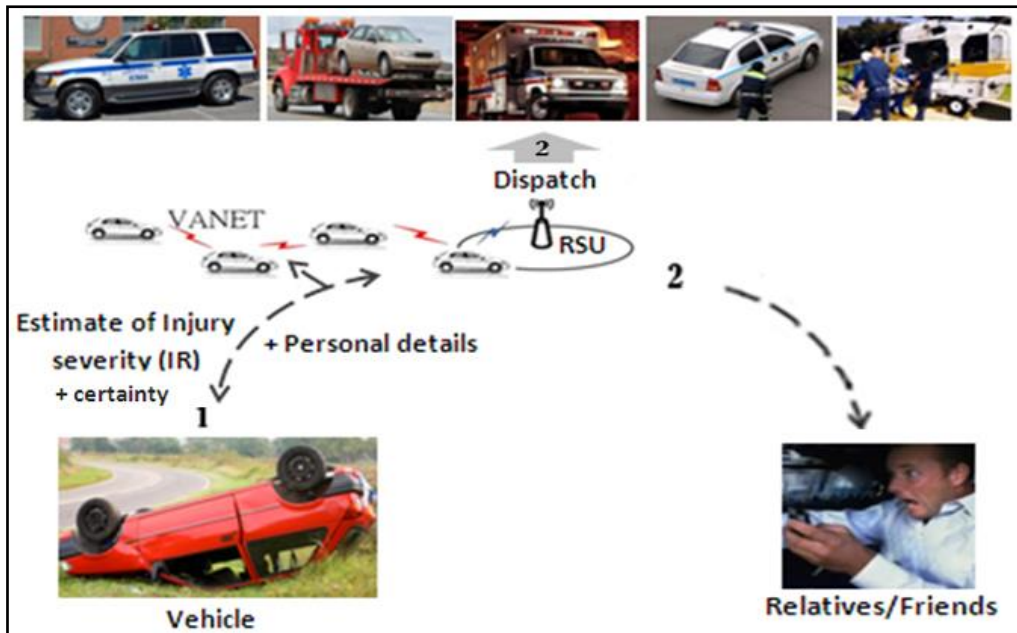 2
Dispatch
VANET
RSU
2
Estimate of Injury
severity (IR)
+ certainty
+ Personal details
1
Vehicle
Relatives/Friends